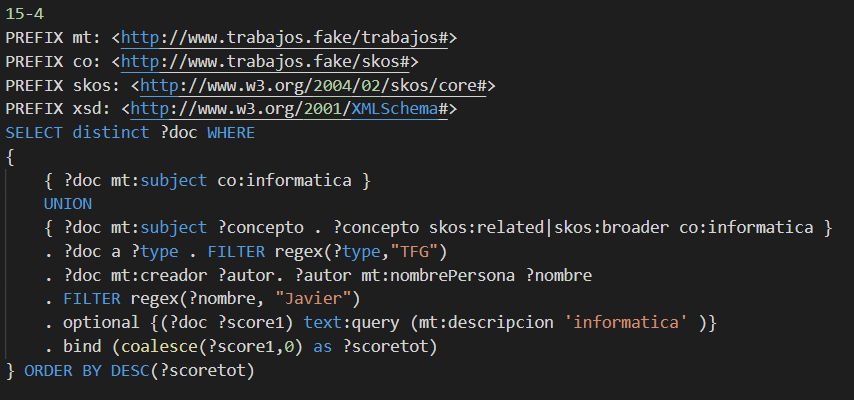 15-4
PREFIX mt: <http://www.trabajos.fake/trabajos#>
PREFIX co: <http://www.trabajos.fake/skos#>
PREFIX skos: <http://www.w3.org/2004/02/skos/core#>
PREFIX xsd: <http://www.w3.org/2001/XMLSchema#>
SELECT distinct ?doc WHERE
{
    { ?doc mt:subject co:informatica }
    UNION
    { ?doc mt:subject ?concepto . ?concepto skos:related|skos:broader co:informatica }
    . ?doc a ?type . FILTER regex(?type,"TFG")
    . ?doc mt:creador ?autor. ?autor mt:nombrePersona ?nombre
    . FILTER regex(?nombre, "Javier")
    . optional {(?doc ?score1) text:query (mt:descripcion 'informatica' )}
    . bind (coalesce(?score1,0) as ?scoretot)
} ORDER BY DESC(?scoretot)